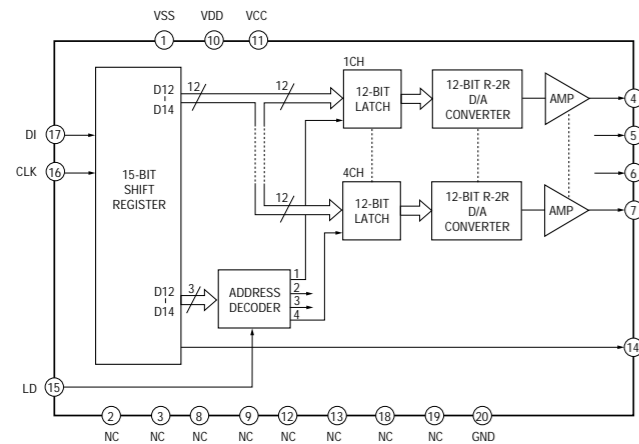 VSS VDD VCC
1 10 11
1CH
D12 12 12
D14
12-BIT
LATCH
12-BIT R-2R
D/A
CONVERTER
AMP
4
DI 17
5
CLK 16
6
15-BIT
SHIFT
REGISTER
4CH
12
12-BIT
LATCH
12-BIT R-2R
D/A
CONVERTER
AMP
7
D12
D14
3
ADDRESS
DECODER
1
2
3
4
14
LD 15
2 3 8 9 12 13 18 19 20
NC NC NC NC NC NC NC NC GND